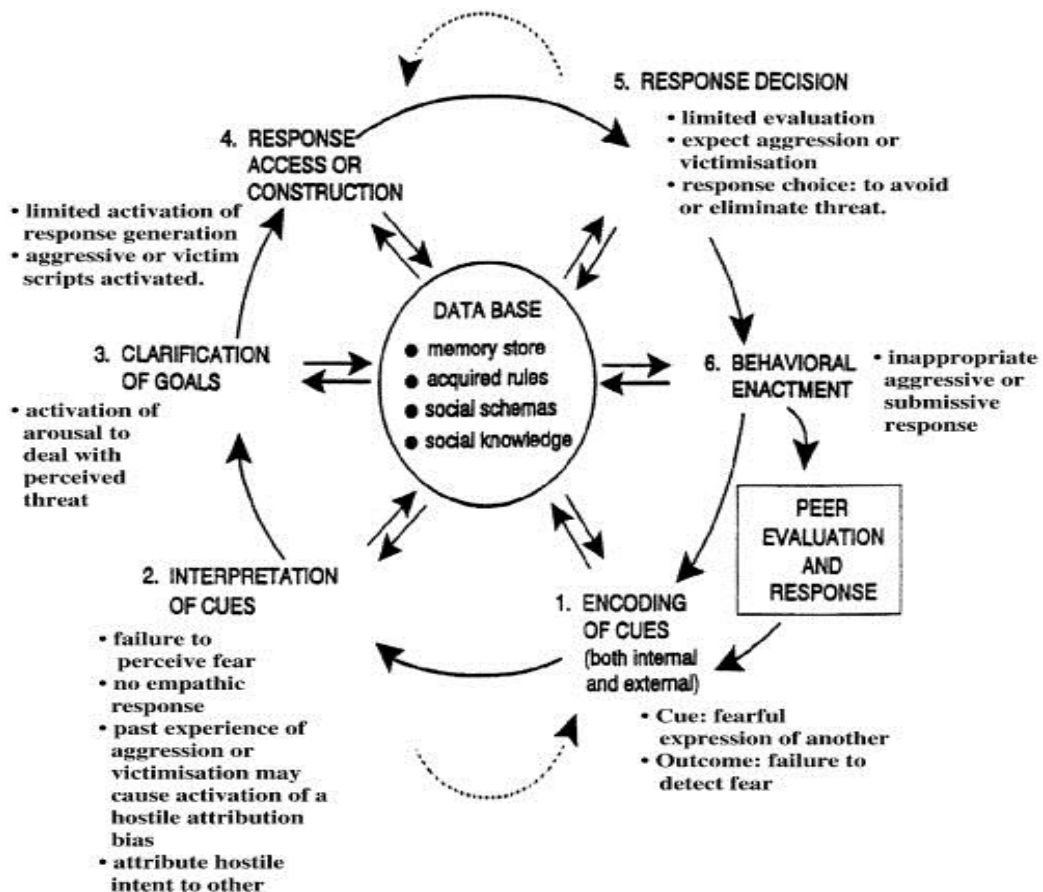 5. RESPONSE DECISION
• limited evaluation
• expect aggression or
victimisation
• response choice: to avoid
or eliminate threat.
4. RESPONSE
ACCESS OR
CONSTRUCTION
• limited activation of
response generation
• aggressive or victim
scripts activated.
DATA BASE
● memory store
● acquired rules
● social schemas
● social knowledge
3. CLARIFICATION
OF GOALS
• activation of
arousal to
deal with
perceived
threat
6. BEHAVIORAL
ENACTMENT
• inappropriate
aggressive or
submissive
response
PEER
EVALUATION
AND
RESPONSE
2. INTERPRETATION
OF CUES
• failure to
perceive fear
• no empathic
response
• past experience of
aggression or
victimisation may
cause activation of a
hostile attribution
bias
• attribute hostile
intent to other
1. ENCODING
OF CUES
(both internal
and external)
• Cue: fearful
expression of another
• Outcome: failure to
detect fear